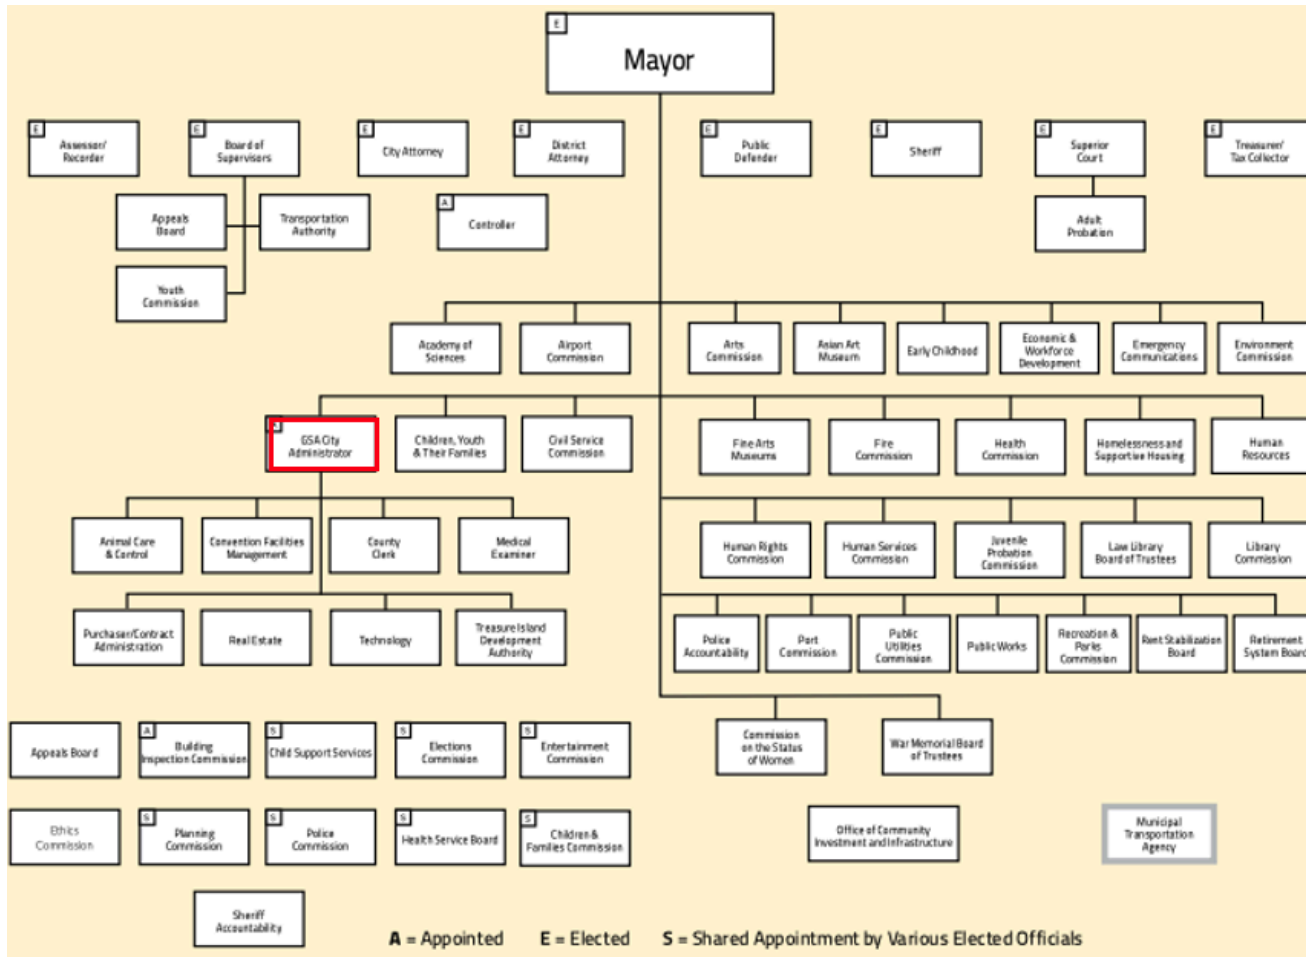 E
Mayor
E
Assessor/
Recorder
E
Board of
Supervisors
E
City Attorney
E
District
Attorney
E
Public
Defender
E
Sheriff
E
Superior
Court
E
Treasurer/
Tax Collector
Appeals
Board
Transportation
Authority
A
Controller
Adult
Probation
Youth
Commission
Academy of
Sciences
Airport
Commission
Arts
Commission
Asian Art
Museum
Early Childhood
Economic &
Workforce
Development
Emergency
Communications
Environment
Commission
GSA City
Administrator
Children, Youth
& Their Families
Civil Service
Commission
Fine Arts
Museums
Fire
Commission
Health
Commission
Homelessness and
Supportive Housing
Human
Resources
Animal Care
& Control
Convention Facilities
Management
County
Clerk
Medical
Examiner
Human Rights
Commission
Human Services
Commission
Juvenile
Probation
Commission
Law Library
Board of Trustees
Library
Commission
Purchaser/Contract
Administration
Real Estate
Technology
Treasure Island
Development
Authority
Police
Accountability
Port
Commission
Public
Utilities
Commission
Public Works
Recreation &
Parks
Commission
Rent Stabilization
Board
Retirement
System Board
Appeals Board
A
Building
Inspection Commission
S
Child Support Services
S
Elections
Commission
S
Entertainment
Commission
Commission
on the Status
of Women
War Memorial Board
of Trustees
Ethics
Commission
S
Planning
Commission
S
Police
Commission
S
Health Service Board
S
Children &
Families Commission
Office of Community
Investment and Infrastructure
Municipal
Transportation
Agency
Sheriff
Accountability
A = Appointed E = Elected S = Shared Appointment by Various Elected Officials